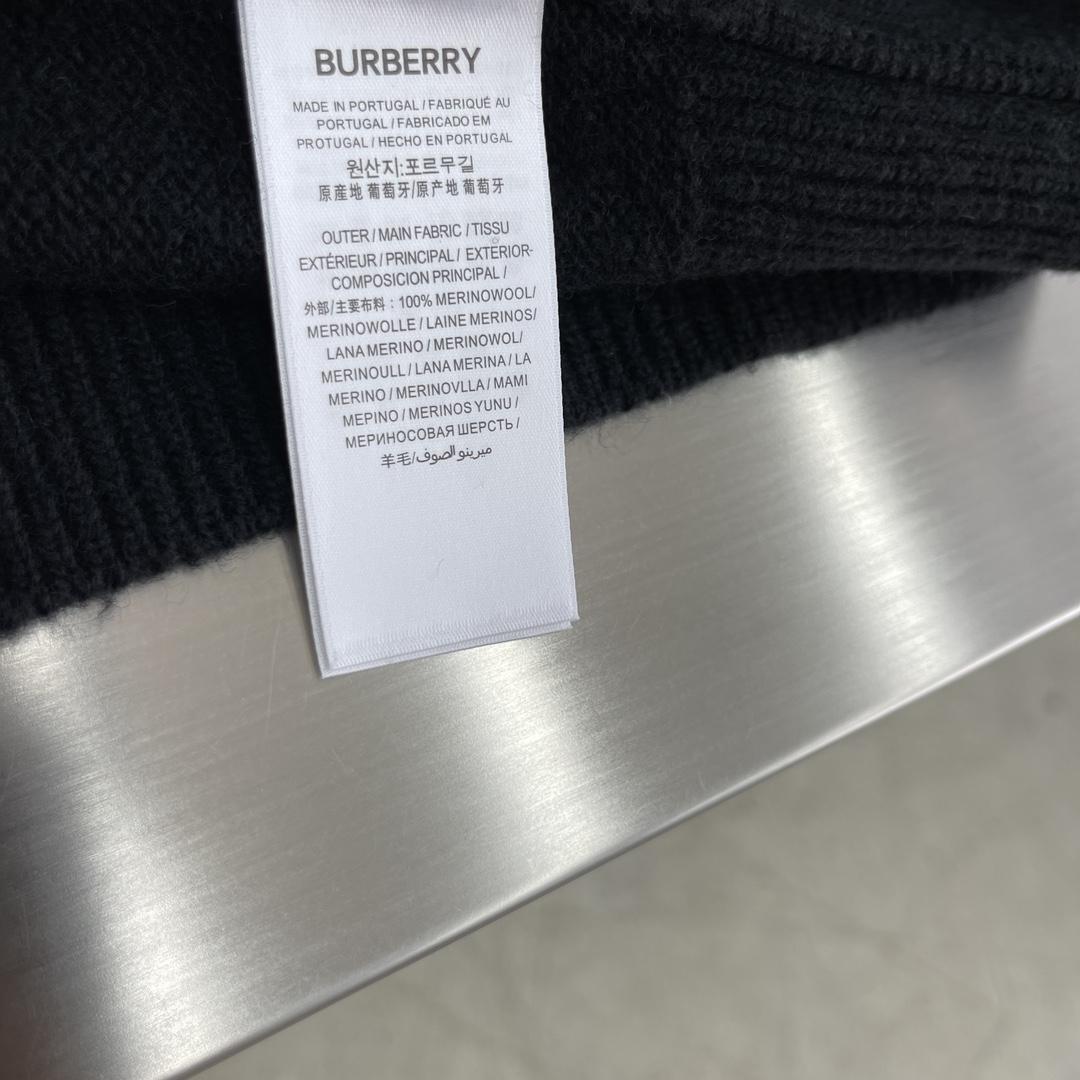 BURBERRY
MADE IN PORTUGAL / FABRIQUÉ AU
PORTUGAL / FABRICADO EM
PROTUGAL / HECHO EN PORTUGAL
원산지:포르무길
原産地 葡萄牙/原产地 葡萄牙
OUTER / MAIN FABRIC / TISSU
EXTÉRIEUR / PRINCIPAL / EXTERIOR-
COMPOSICION PRINCIPAL /
外部/主要布料 : 100% MERINOWOOL/
MERINOWOLLE / LAINE MERINOS/
LANA MERINO / MERINOWOL/
MERINOULL / LANA MERINA / LA
MERINO / MERINOVLLA / MAMI
MEPINO / MERINOS YUNU /
МЕРИНОСОВАЯ ШЕРСТЬ /
羊毛/ميرينو الصوف